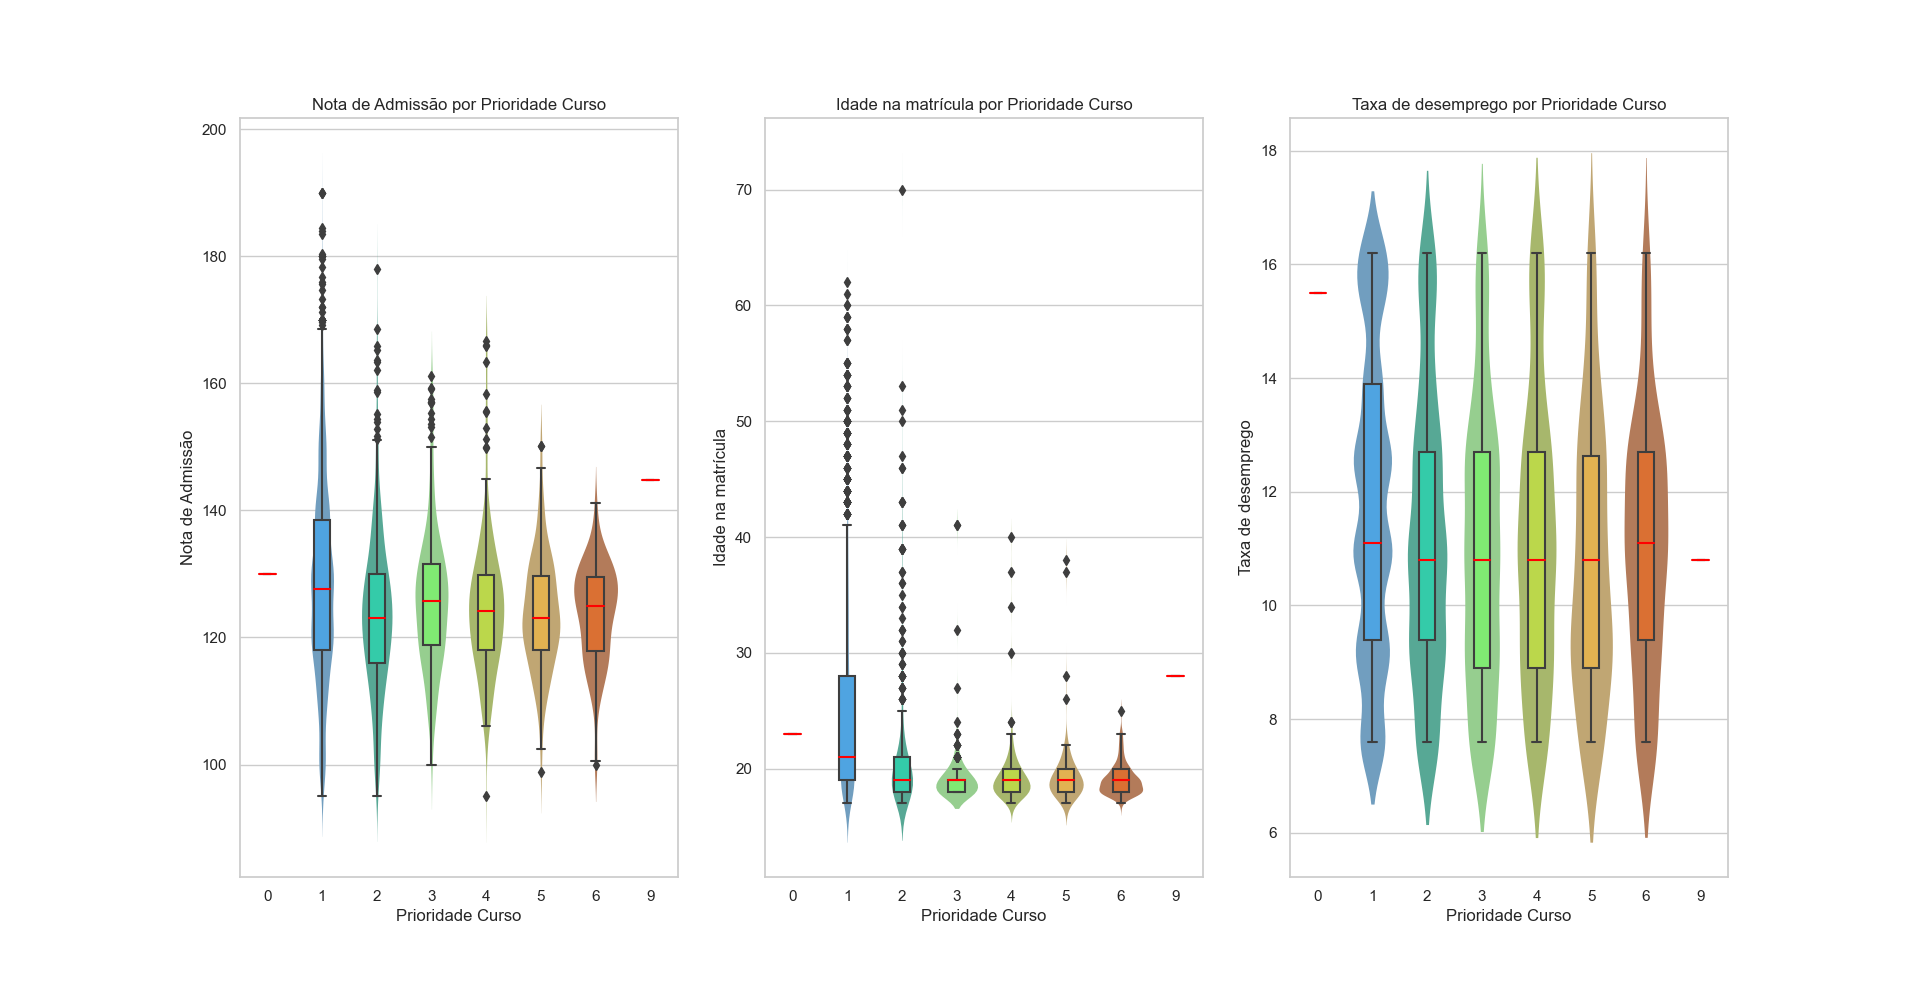 Nota de Admissão por Prioridade Curso
200
180
160
140
120
100
Nota de Admissão
0 1 2 3 4 5 6 9
Prioridade Curso
Idade na matrícula por Prioridade Curso
70
60
50
40
30
20
Idade na matrícula
0 1 2 3 4 5 6 9
Prioridade Curso
Taxa de desemprego por Prioridade Curso
18
16
14
12
10
8
6
Taxa de desemprego
0 1 2 3 4 5 6 9
Prioridade Curso